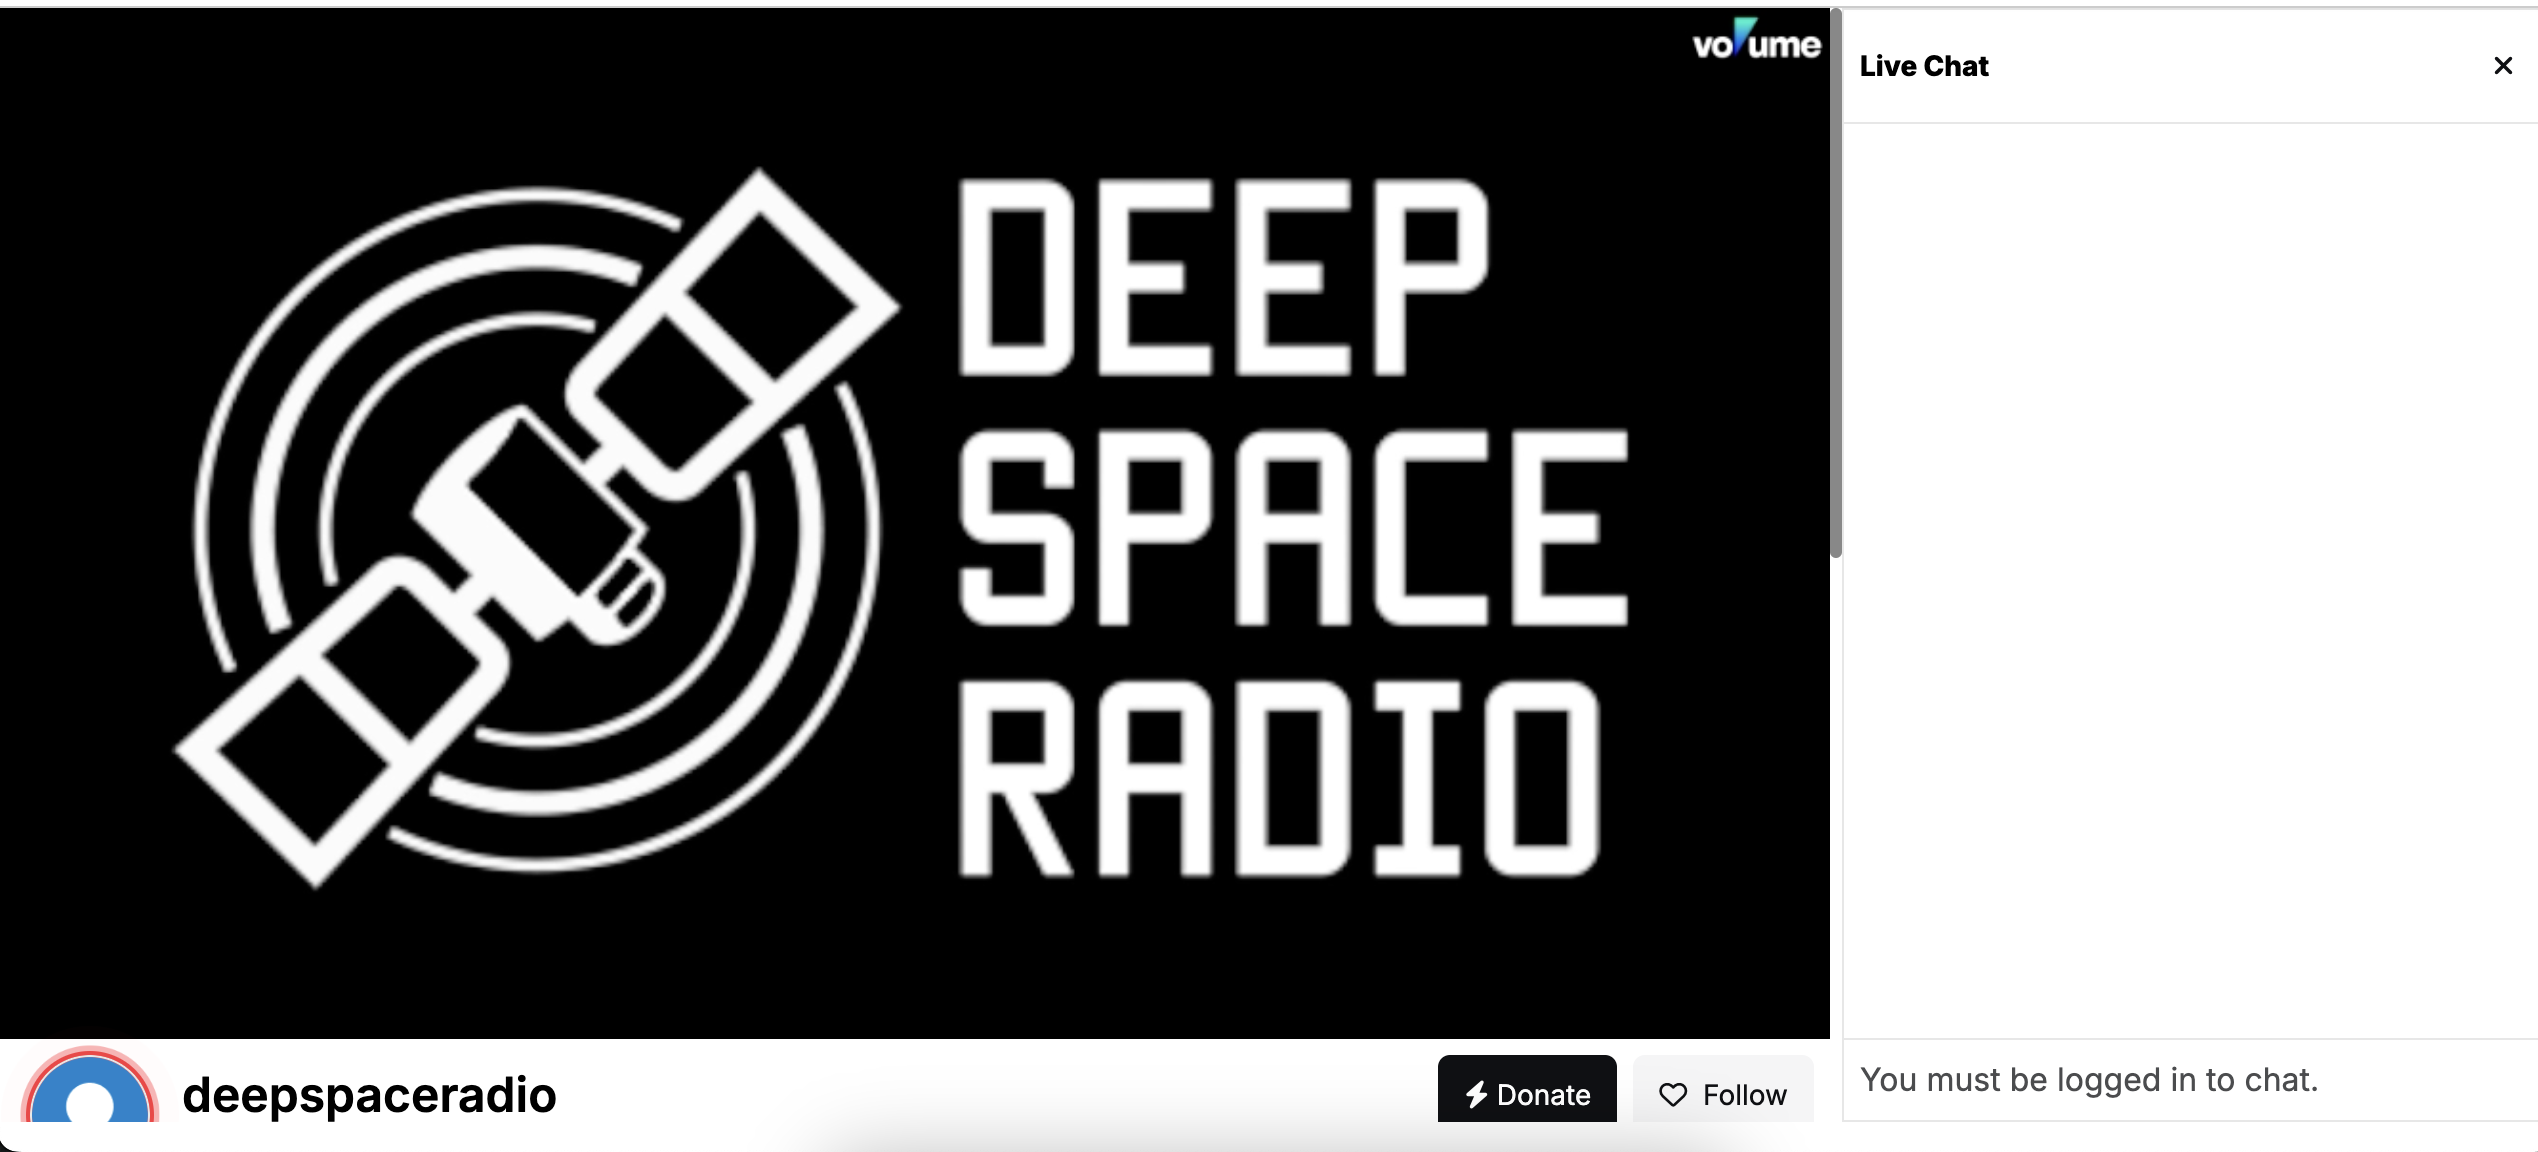 volume
DEEP
SPACE
RADIO
deepspaceradio
Donate
Follow
Live Chat
You must be logged in to chat.